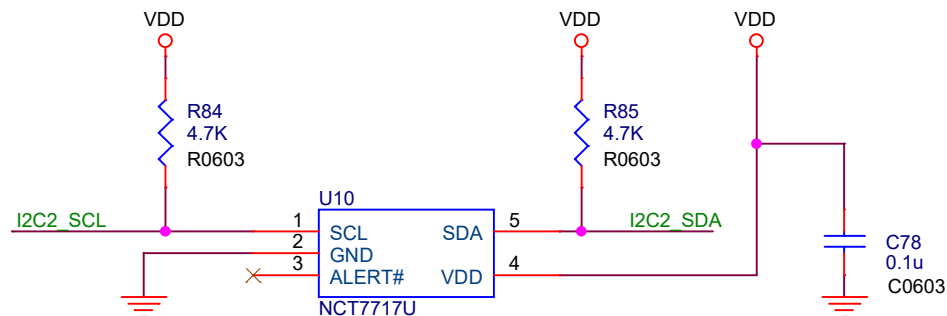 VDD
VDD
VDD
R84
4.7K
R0603
R85
4.7K
R0603
U10
I2C2_SCL
1
SCL
SDA
5
I2C2_SDA
2
GND
3
ALERT#
VDD
4
NCT7717U
C78
0.1u
C0603